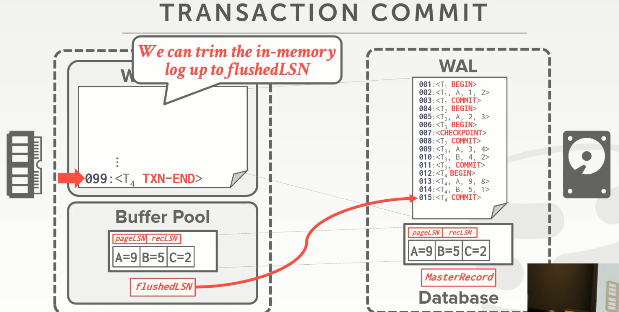 TRANSACTION COMMIT
We can trim the in-memory
log up to flushedLSN
W
⋮
099:<T₄ TXN-END>
Buffer Pool
pageLSN recLSN
A=9 B=5 C=2
flushedLSN
WAL
001:<T₁ BEGIN>
002:<T₁, A, 1, 2>
003:<T₁ COMMIT>
004:<T₂ BEGIN>
005:<T₂, A, 2, 3>
006:<T₃ BEGIN>
007:<CHECKPOINT>
008:<T₂ COMMIT>
009:<T₃, A, 3, 4>
010:<T₃, B, 4, 2>
011:<T₃ COMMIT>
012:<T₄ BEGIN>
013:<T₄, A, 9, 8>
014:<T₄, B, 5, 1>
015:<T₄ COMMIT>
pageLSN recLSN
A=9 B=5 C=2
MasterRecord
Database